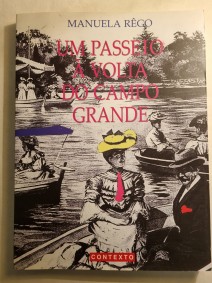 MANUELA RÊGO
UM PASSEIO
À VOLTA
DO CAMPO
GRANDE
CONTEXTO